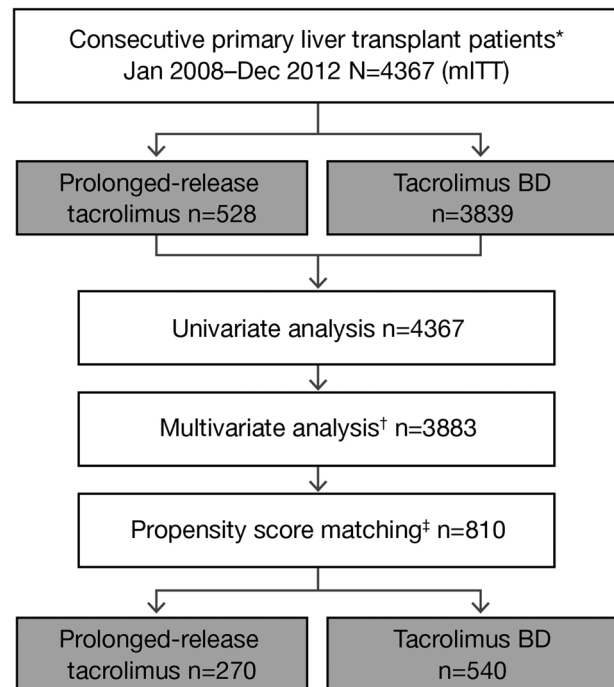 Consecutive primary liver transplant patients*
Jan 2008–Dec 2012 N=4367 (mITT)
Prolonged-release
tacrolimus n=528
Tacrolimus BD
n=3839
Univariate analysis n=4367
Multivariate analysis† n=3883
Propensity score matching‡ n=810
Prolonged-release
tacrolimus n=270
Tacrolimus BD
n=540